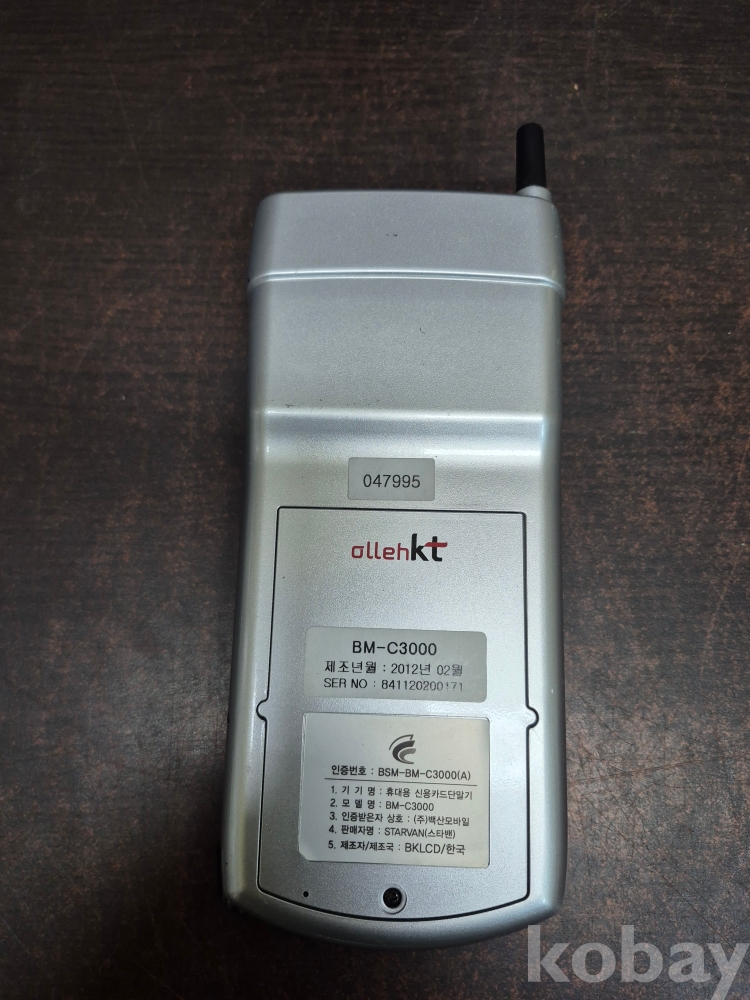 047995
ollehkt
BM-C3000
제조년월 : 2012년 02월
SER NO : 841120200171
인증번호 : BSM-BM-C3000(A)
1. 기 기 명 : 휴대용 신용카드단말기
2. 모 델 명 : BM-C3000
3. 인증받은자 상호 : (주)백산모바일
4. 판매자명 : STARVAN(스타밴)
5. 제조자/제조국 : BKLCD/한국
kobay